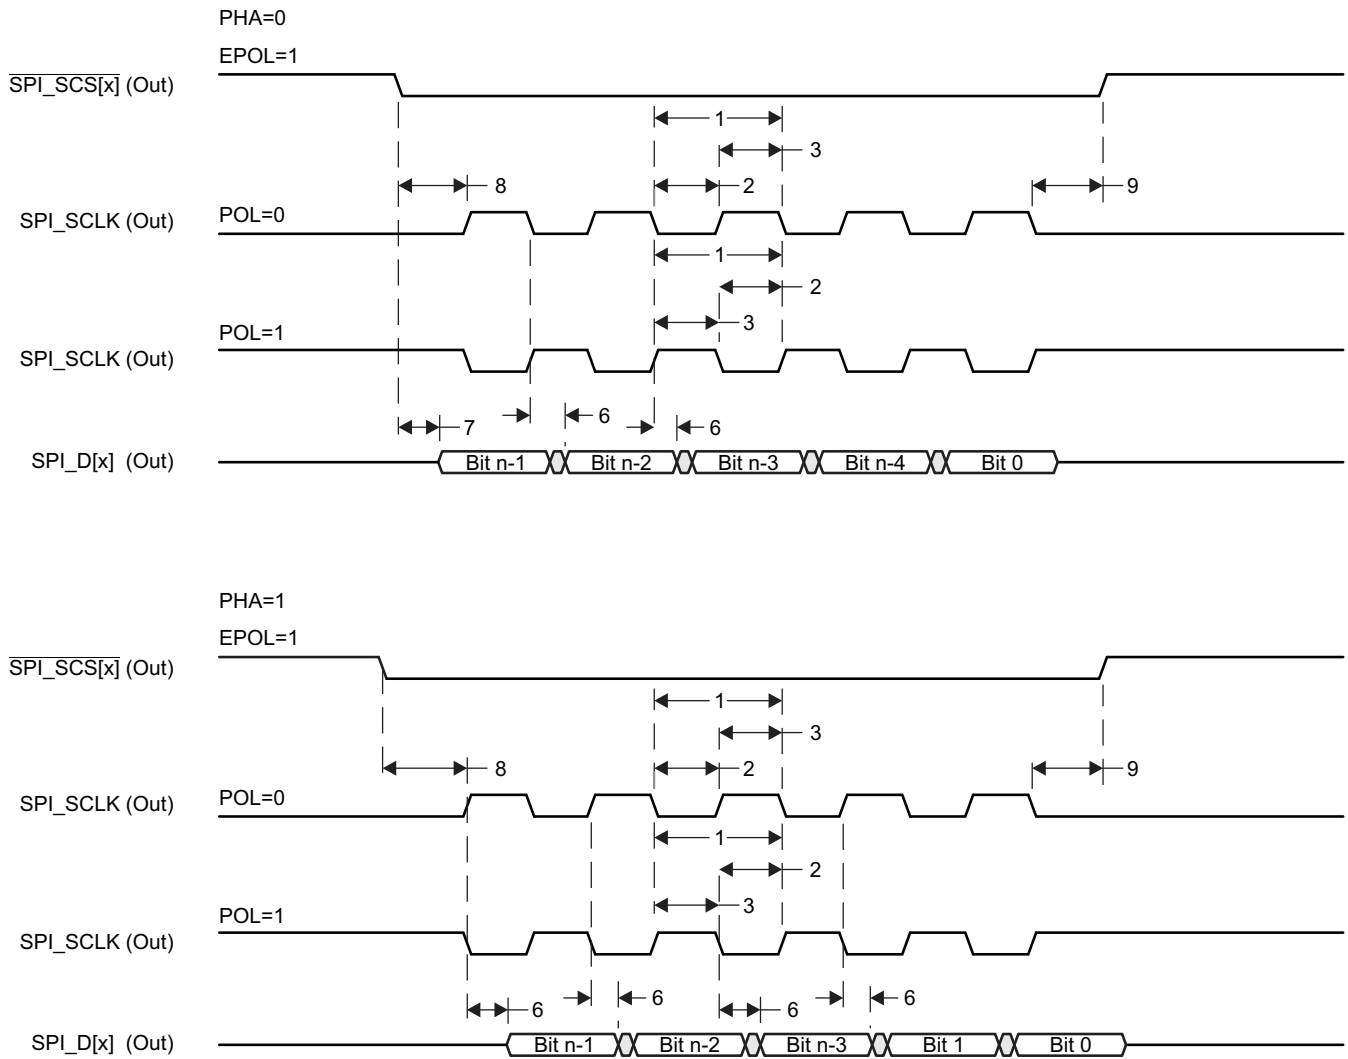 PHA=0
EPOL=1
SPI_SCS[x] (Out)
1
3
8
2
9
SPI_SCLK (Out)
POL=0
1
2
3
POL=1
SPI_SCLK (Out)
6
7
6
SPI_D[x] (Out)
Bit n-1
Bit n-2
Bit n-3
Bit n-4
Bit 0
PHA=1
EPOL=1
SPI_SCS[x] (Out)
1
3
8
2
9
SPI_SCLK (Out)
POL=0
1
2
3
POL=1
SPI_SCLK (Out)
6
6
6
6
SPI_D[x] (Out)
Bit n-1
Bit n-2
Bit n-3
Bit 1
Bit 0